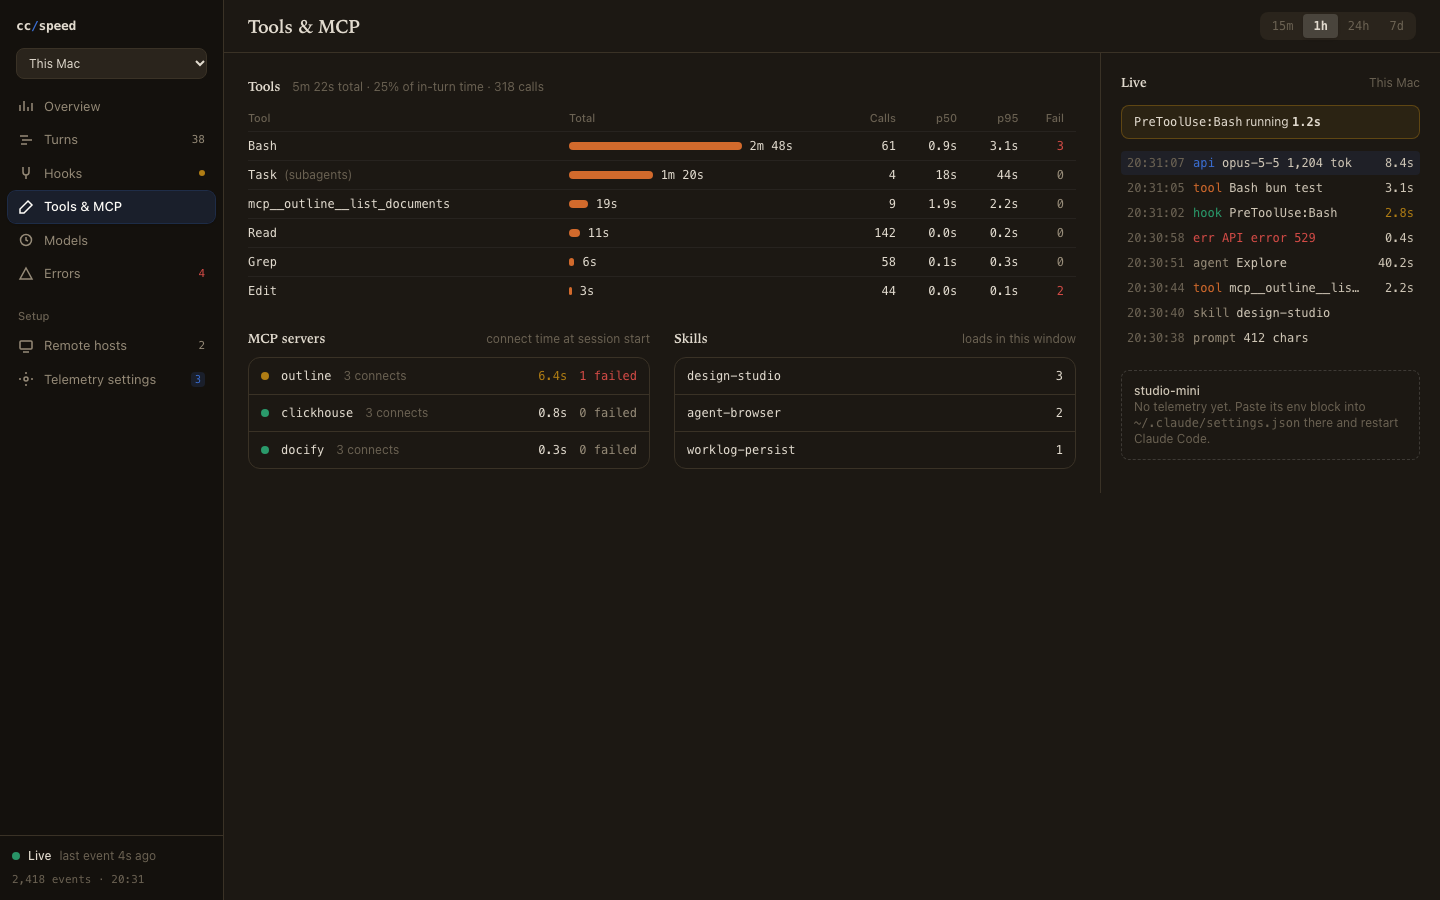 cc/speed
This Mac
Overview
Turns 38
Hooks
Tools & MCP
Models
Errors 4
Setup
Remote hosts 2
Telemetry settings 3
Live last event 4s ago
2,418 events · 20:31
Tools & MCP
15m 1h 24h 7d
Tools 5m 22s total · 25% of in-turn time · 318 calls
Tool Total Calls p50 p95 Fail
Bash 2m 48s 61 0.9s 3.1s 3
Task (subagents) 1m 20s 4 18s 44s 0
mcp__outline__list_documents 19s 9 1.9s 2.2s 0
Read 11s 142 0.0s 0.2s 0
Grep 6s 58 0.1s 0.3s 0
Edit 3s 44 0.0s 0.1s 2
MCP servers connect time at session start
outline 3 connects 6.4s 1 failed
clickhouse 3 connects 0.8s 0 failed
docify 3 connects 0.3s 0 failed
Skills loads in this window
design-studio 3
agent-browser 2
worklog-persist 1
Live This Mac
PreToolUse:Bash running 1.2s
20:31:07 api opus-5-5 1,204 tok 8.4s
20:31:05 tool Bash bun test 3.1s
20:31:02 hook PreToolUse:Bash 2.8s
20:30:58 err API error 529 0.4s
20:30:51 agent Explore 40.2s
20:30:44 tool mcp__outline__lis… 2.2s
20:30:40 skill design-studio
20:30:38 prompt 412 chars
studio-mini
No telemetry yet. Paste its env block into
~/.claude/settings.json there and restart
Claude Code.